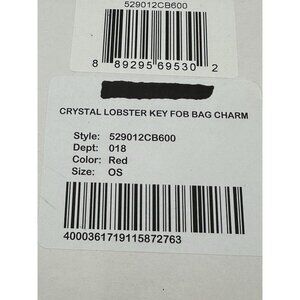 529012CB600
8 89295 69530 2
CRYSTAL LOBSTER KEY FOB BAG CHARM
Style: 529012CB600
Dept: 018
Color: Red
Size: OS
4000361719115872763